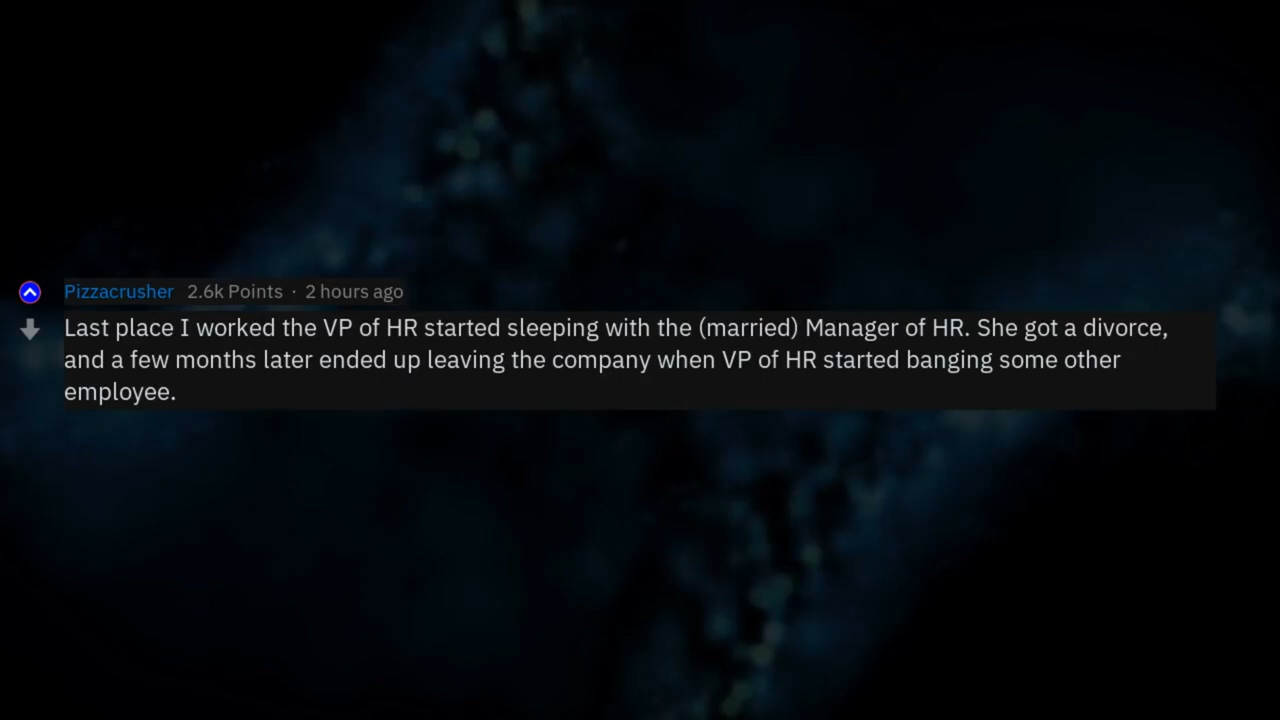 Pizzacrusher 2.6k Points · 2 hours ago
Last place I worked the VP of HR started sleeping with the (married) Manager of HR. She got a divorce,
and a few months later ended up leaving the company when VP of HR started banging some other
employee.